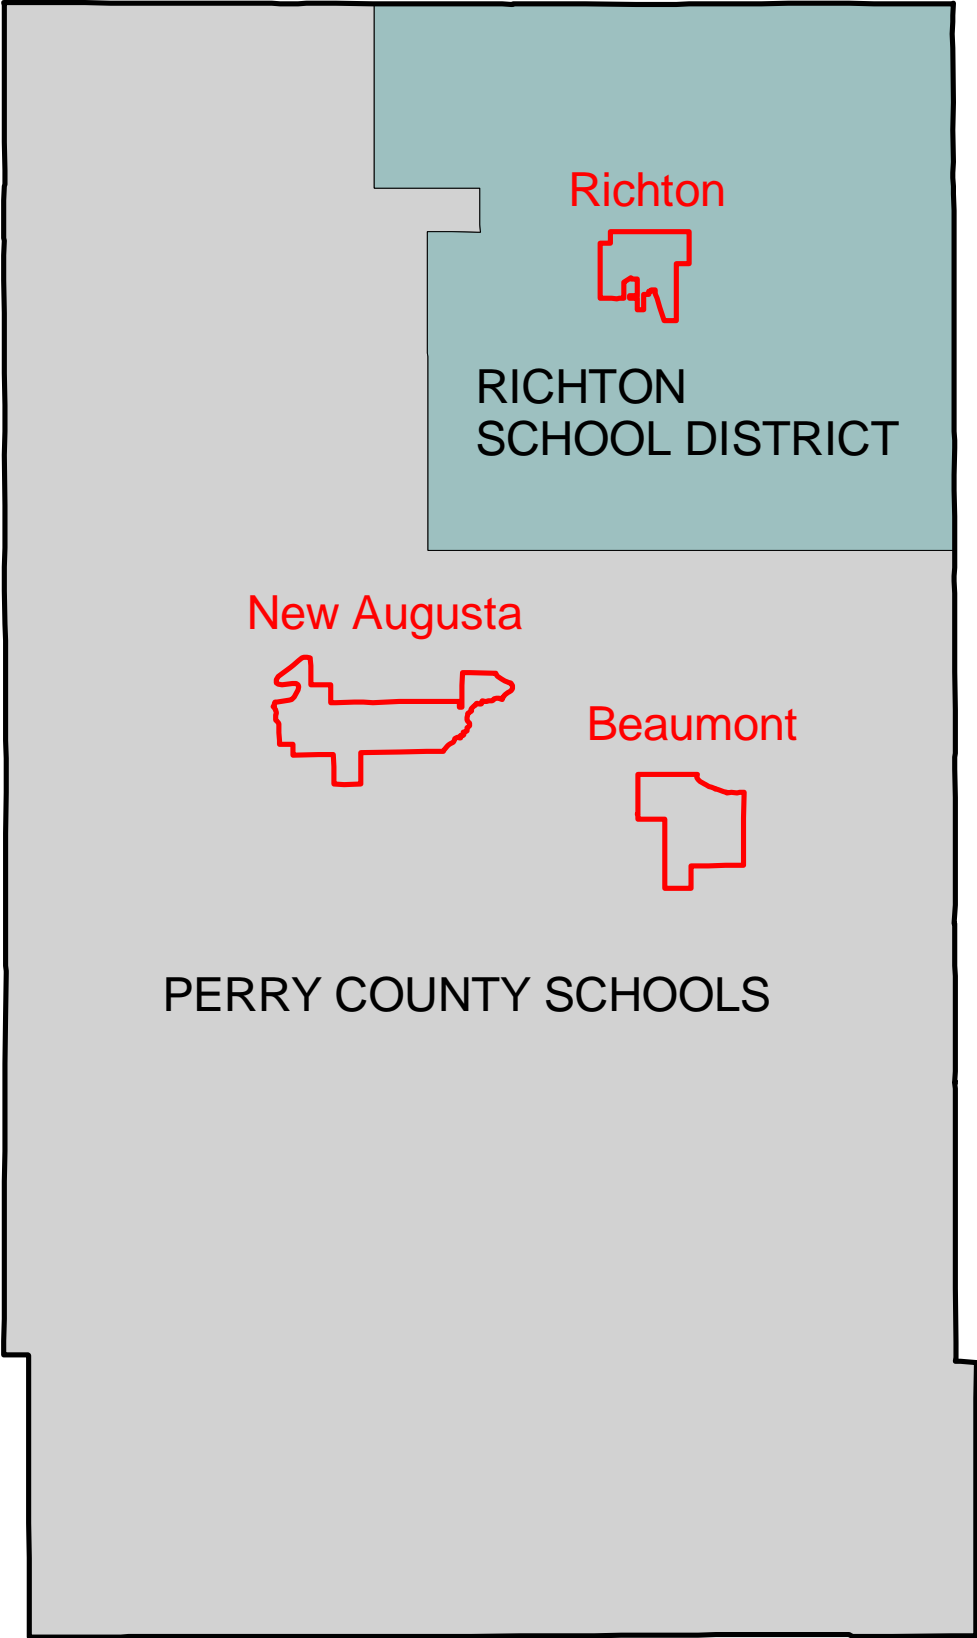 Richton
RICHTON
SCHOOL DISTRICT
New Augusta
Beaumont
PERRY COUNTY SCHOOLS